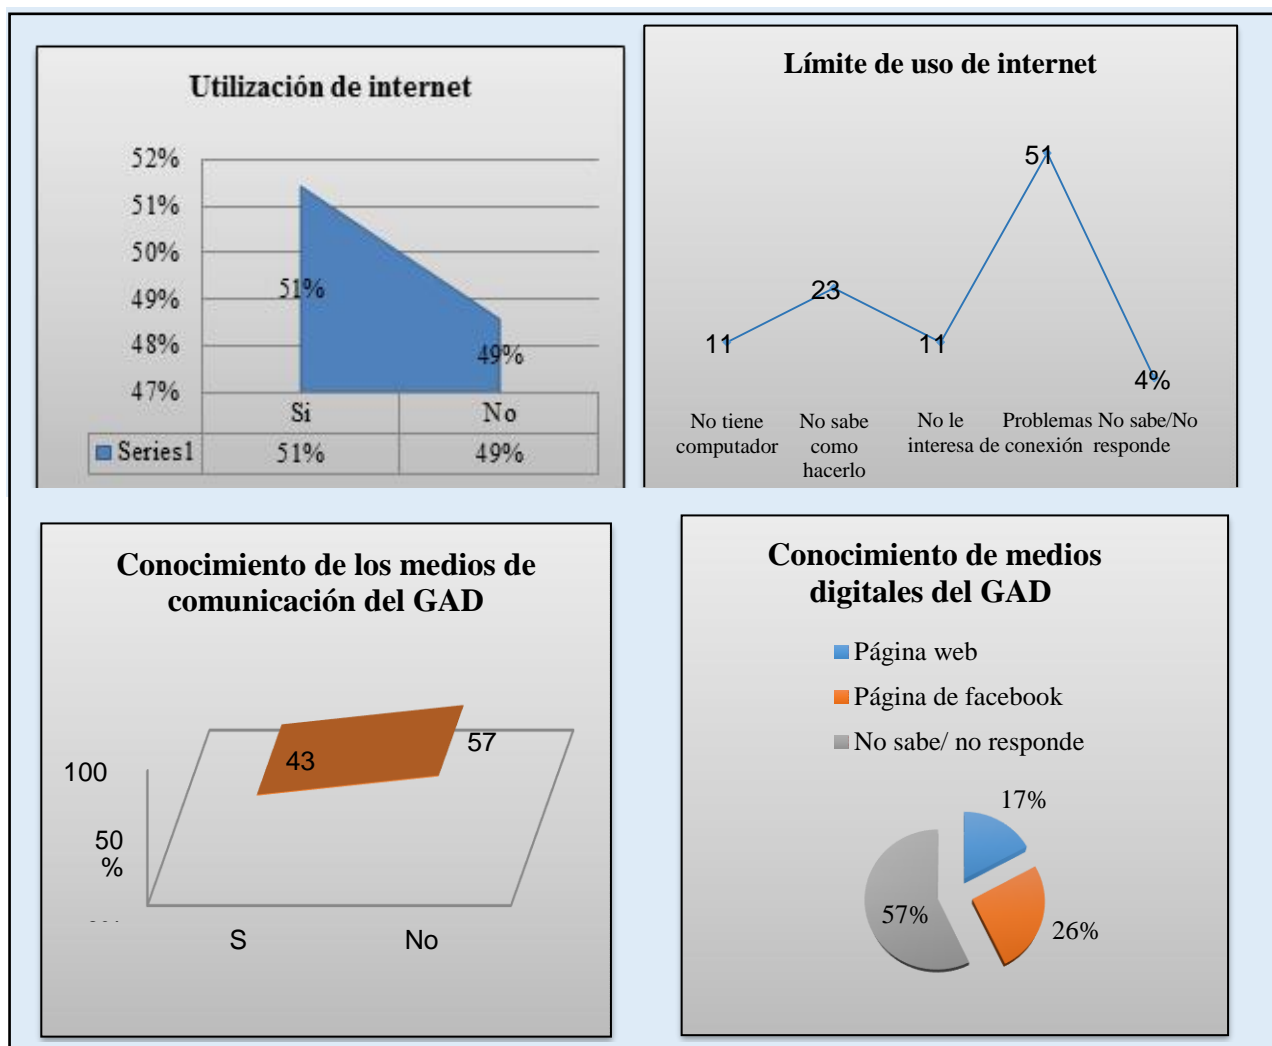 Utilización de internet
52%
51%
50%
49%
48%
47%
51%
49%
Si No
Series1 51% 49%
Límite de uso de internet
11
23
11
51
4%
No tiene computador
No sabe como hacerlo
No le interesa
Problemas de conexión
No sabe/No responde
Conocimiento de los medios de
comunicación del GAD
100
50
%
43
57
S No
Conocimiento de medios
digitales del GAD
Página web
Página de facebook
No sabe/ no responde
17%
57%
26%